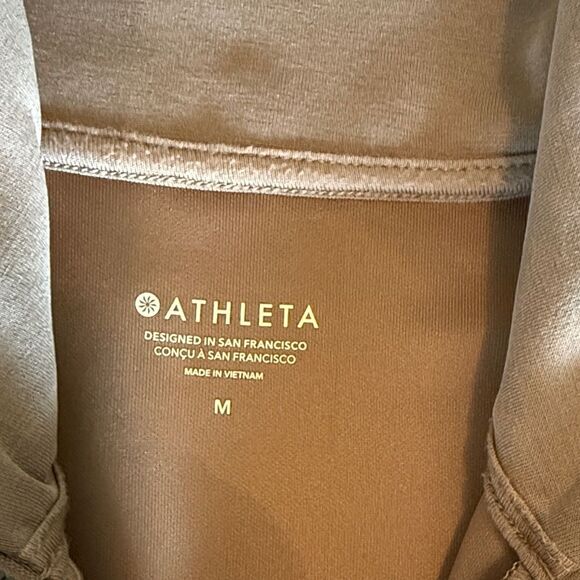 ATHLETA
DESIGNED IN SAN FRANCISCO
CONÇU À SAN FRANCISCO
MADE IN VIETNAM
M